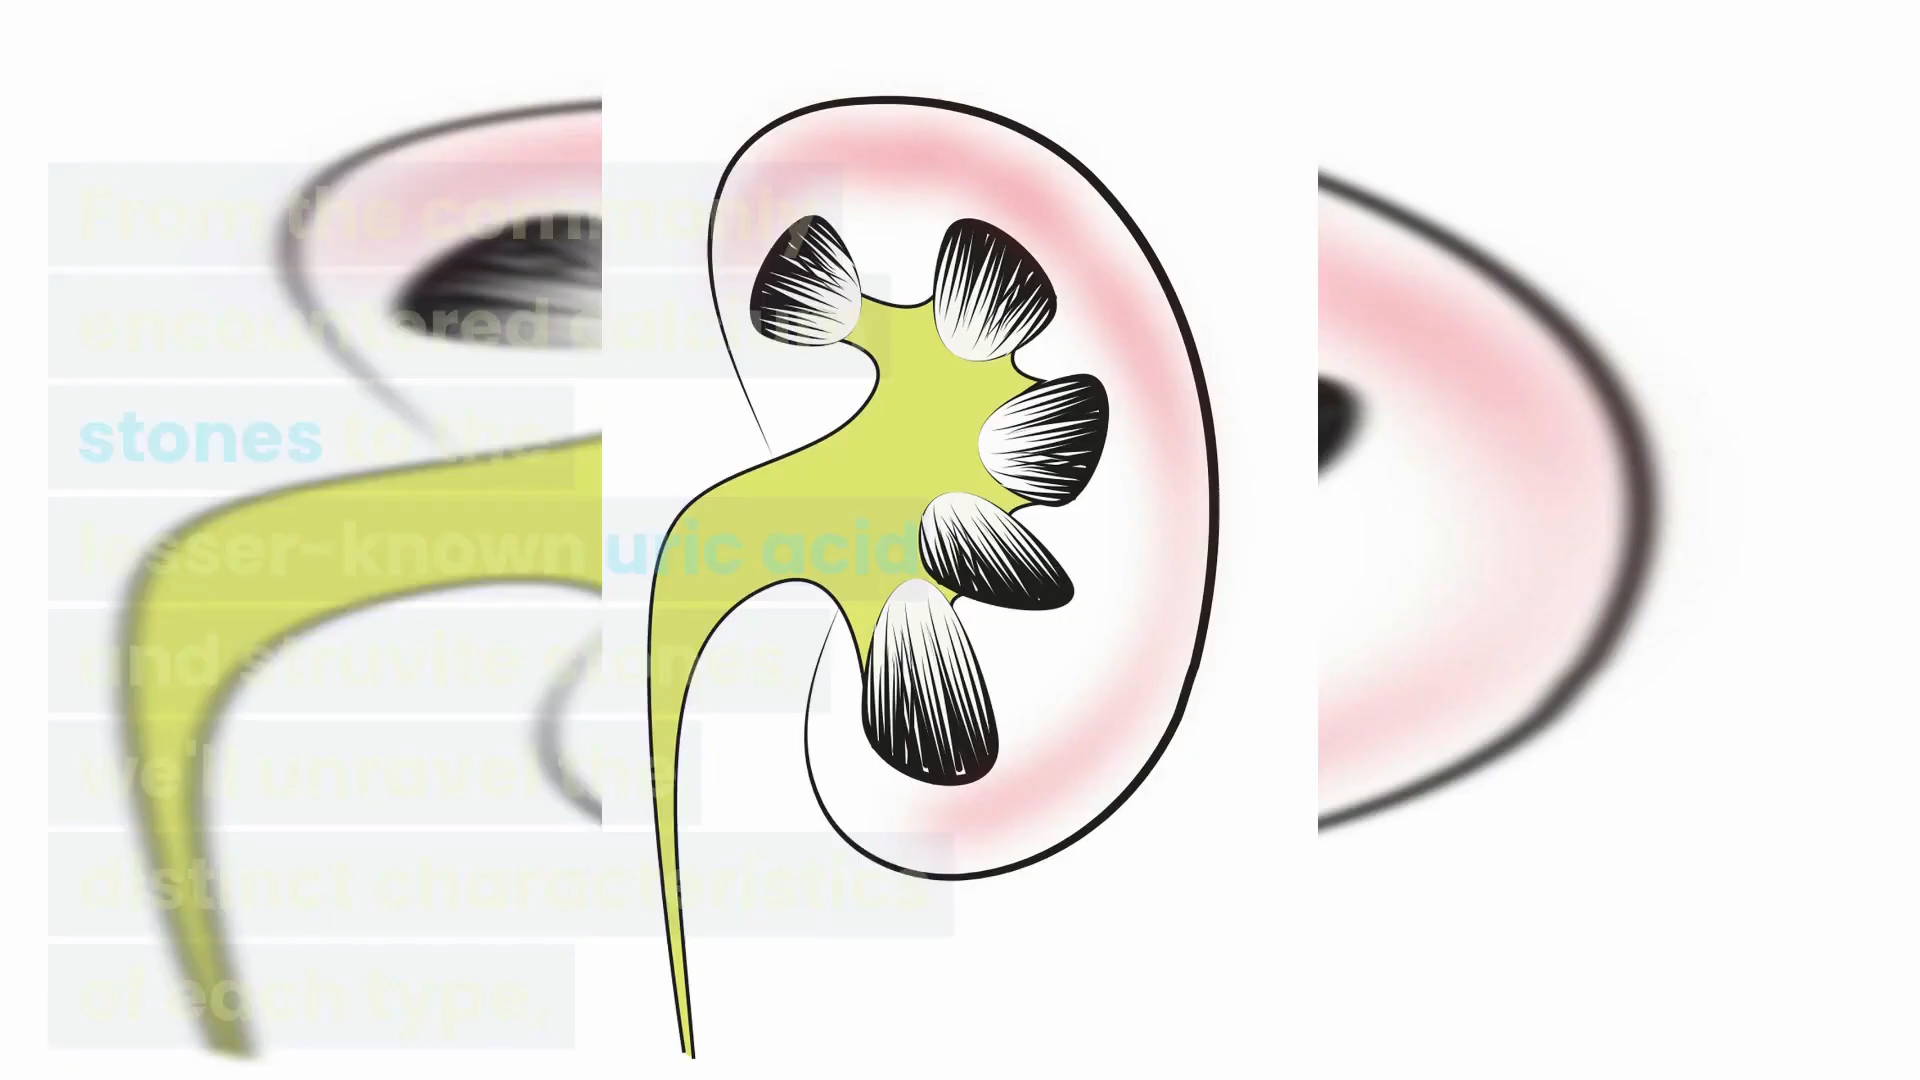 From the commonly
encountered calcium
stones to the
lesser-known uric acid
and struvite stones,
we'll unravel the
distinct characteristics
of each type,